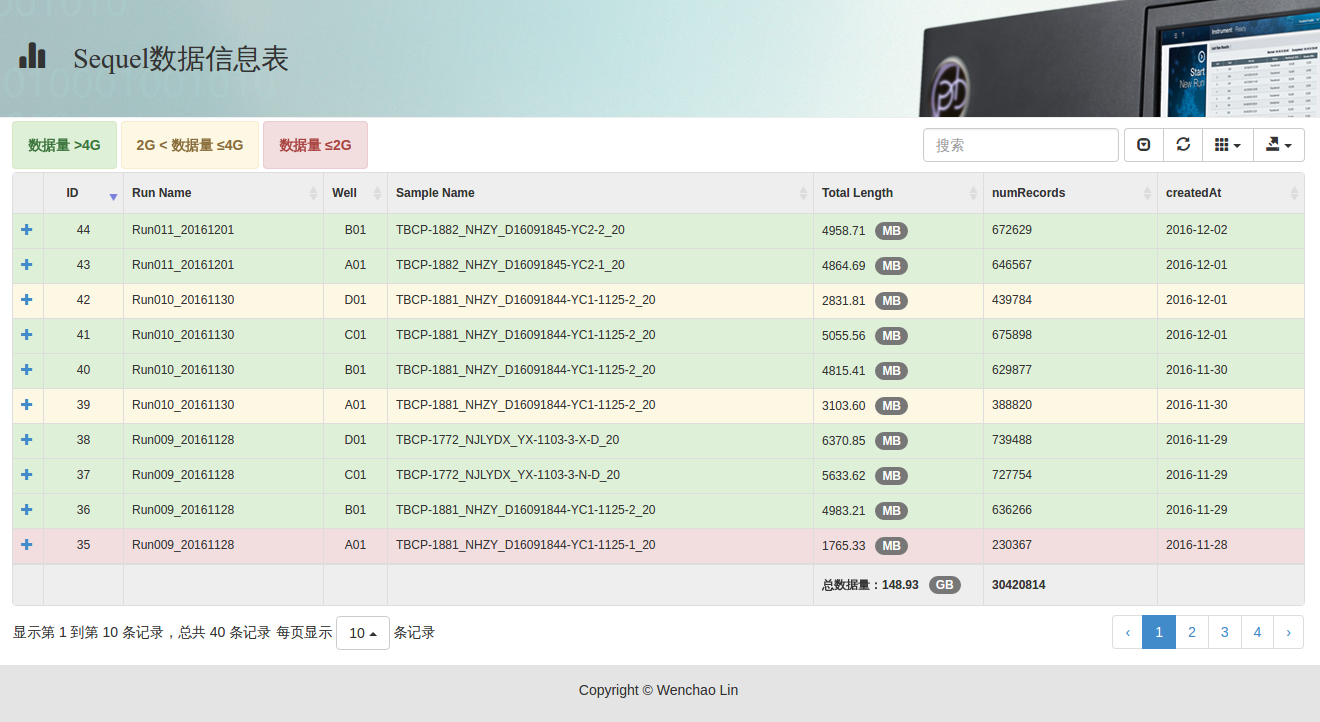 Sequel数据信息表
Instrument Ready
Start
New Run
数据量 >4G 2G < 数据量 ≤4G 数据量 ≤2G 搜索
ID Run Name Well Sample Name Total Length numRecords createdAt
44 Run011_20161201 B01 TBCP-1882_NHZY_D16091845-YC2-2_20 4958.71 MB 672629 2016-12-02
43 Run011_20161201 A01 TBCP-1882_NHZY_D16091845-YC2-1_20 4864.69 MB 646567 2016-12-01
42 Run010_20161130 D01 TBCP-1881_NHZY_D16091844-YC1-1125-2_20 2831.81 MB 439784 2016-12-01
41 Run010_20161130 C01 TBCP-1881_NHZY_D16091844-YC1-1125-2_20 5055.56 MB 675898 2016-12-01
40 Run010_20161130 B01 TBCP-1881_NHZY_D16091844-YC1-1125-2_20 4815.41 MB 629877 2016-11-30
39 Run010_20161130 A01 TBCP-1881_NHZY_D16091844-YC1-1125-2_20 3103.60 MB 388820 2016-11-30
38 Run009_20161128 D01 TBCP-1772_NJLYDX_YX-1103-3-X-D_20 6370.85 MB 739488 2016-11-29
37 Run009_20161128 C01 TBCP-1772_NJLYDX_YX-1103-3-N-D_20 5633.62 MB 727754 2016-11-29
36 Run009_20161128 B01 TBCP-1881_NHZY_D16091844-YC1-1125-2_20 4983.21 MB 636266 2016-11-29
35 Run009_20161128 A01 TBCP-1881_NHZY_D16091844-YC1-1125-1_20 1765.33 MB 230367 2016-11-28
总数据量：148.93 GB 30420814
显示第 1 到第 10 条记录，总共 40 条记录 每页显示 10 条记录 ‹ 1 2 3 4 ›
Copyright © Wenchao Lin